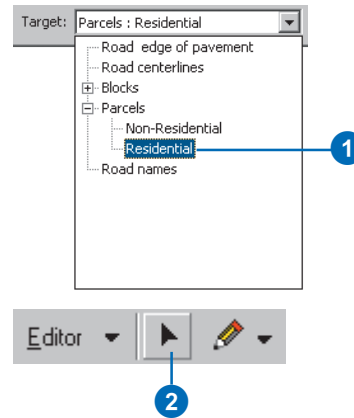 Target: Parcels : Residential
Road edge of pavement
Road centerlines
Blocks
Parcels
Non-Residential
Residential
1
Road names
Editor
2